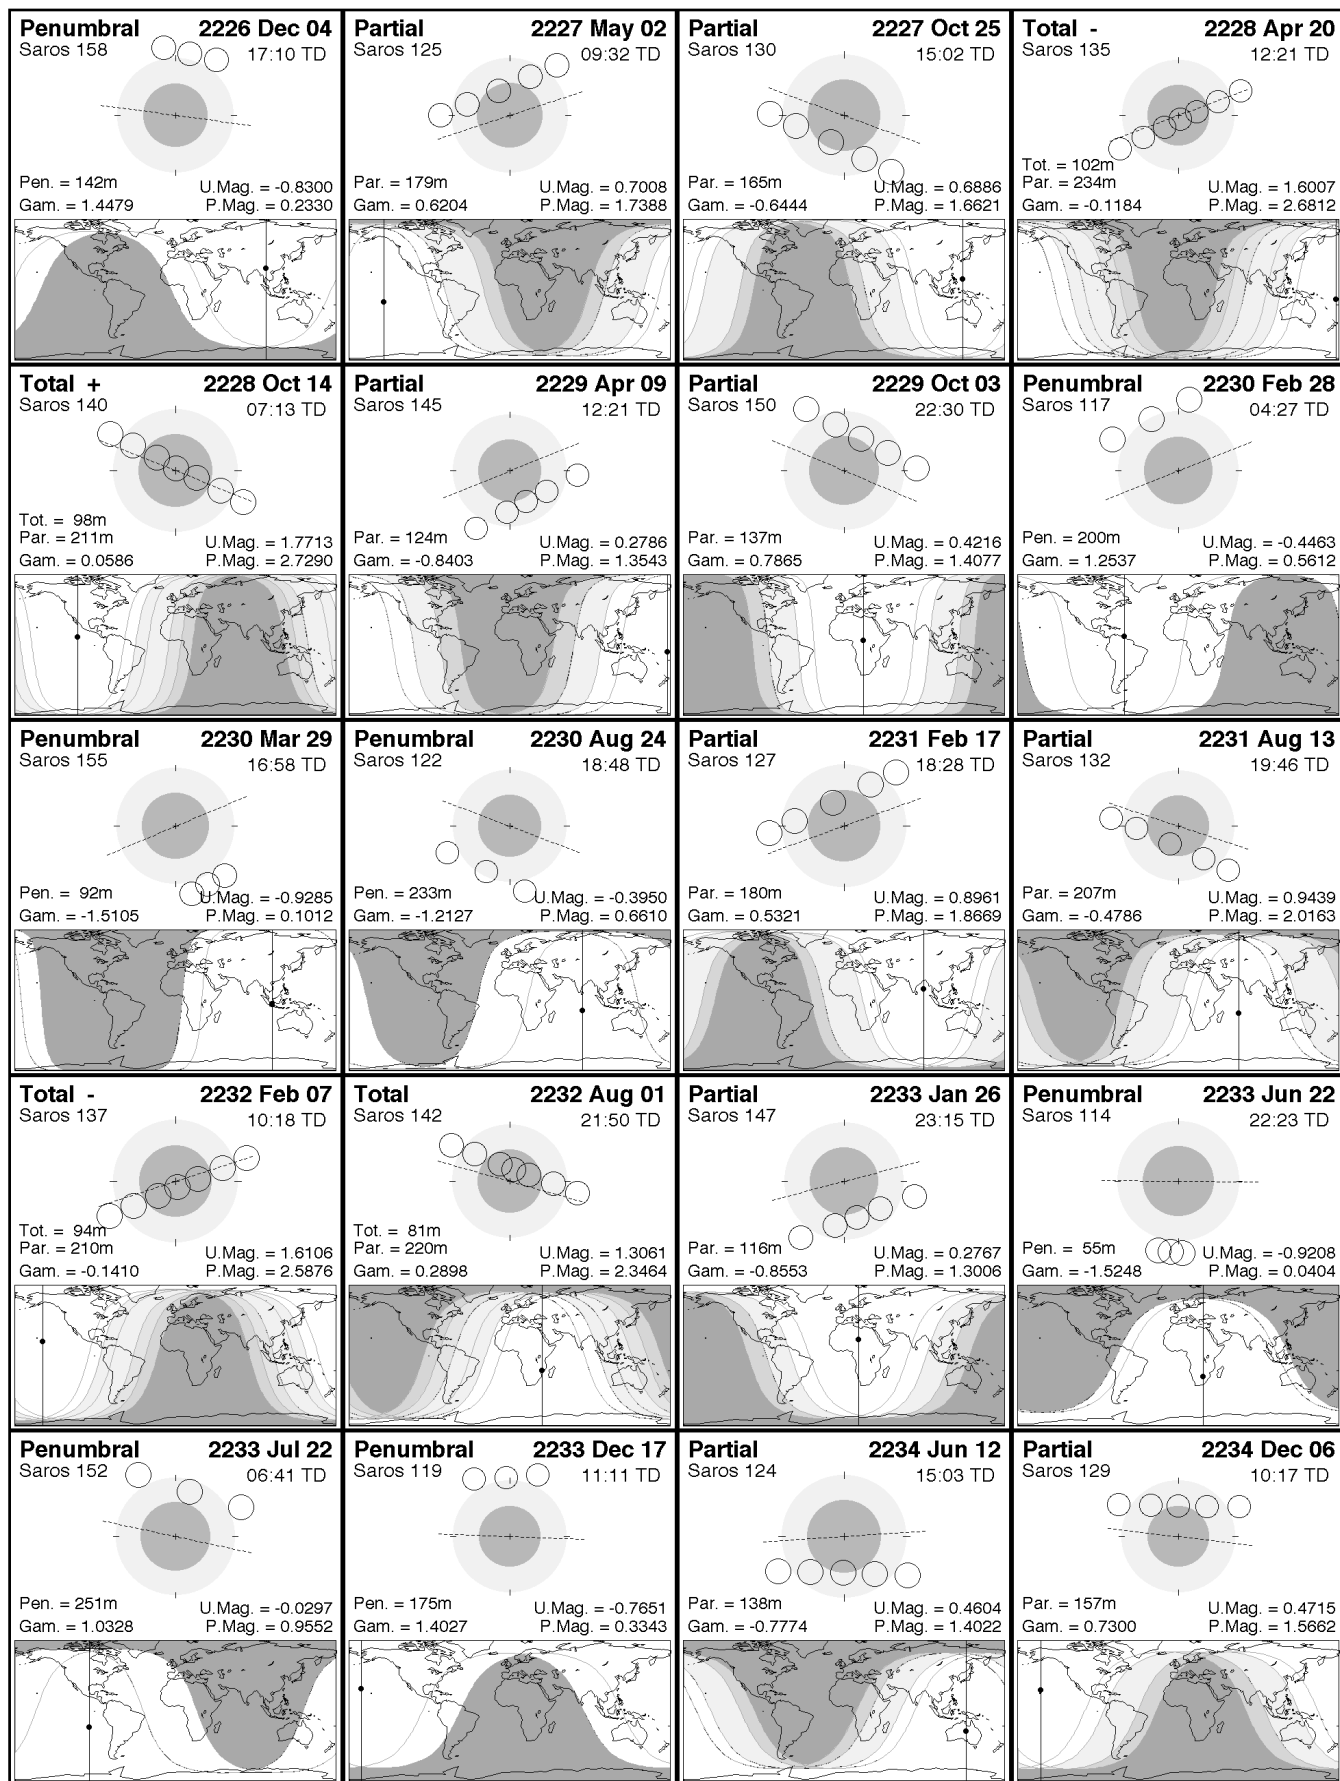 Penumbral 2226 Dec 04
Saros 158 17:10 TD
Pen. = 142m U.Mag. = -0.8300
Gam. = 1.4479 P.Mag. = 0.2330
Partial 2227 May 02
Saros 125 09:32 TD
Par. = 179m U.Mag. = 0.7008
Gam. = 0.6204 P.Mag. = 1.7388
Partial 2227 Oct 25
Saros 130 15:02 TD
Par. = 165m U.Mag. = 0.6886
Gam. = -0.6444 P.Mag. = 1.6621
Total - 2228 Apr 20
Saros 135 12:21 TD
Tot. = 102m
Par. = 234m U.Mag. = 1.6007
Gam. = -0.1184 P.Mag. = 2.6812
Total + 2228 Oct 14
Saros 140 07:13 TD
Tot. = 98m
Par. = 211m U.Mag. = 1.7713
Gam. = 0.0586 P.Mag. = 2.7290
Partial 2229 Apr 09
Saros 145 12:21 TD
Par. = 124m U.Mag. = 0.2786
Gam. = -0.8403 P.Mag. = 1.3543
Partial 2229 Oct 03
Saros 150 22:30 TD
Par. = 137m U.Mag. = 0.4216
Gam. = 0.7865 P.Mag. = 1.4077
Penumbral 2230 Feb 28
Saros 117 04:27 TD
Pen. = 200m U.Mag. = -0.4463
Gam. = 1.2537 P.Mag. = 0.5612
Penumbral 2230 Mar 29
Saros 155 16:58 TD
Pen. = 92m U.Mag. = -0.9285
Gam. = -1.5105 P.Mag. = 0.1012
Penumbral 2230 Aug 24
Saros 122 18:48 TD
Pen. = 233m U.Mag. = -0.3950
Gam. = -1.2127 P.Mag. = 0.6610
Partial 2231 Feb 17
Saros 127 18:28 TD
Par. = 180m U.Mag. = 0.8961
Gam. = 0.5321 P.Mag. = 1.8669
Partial 2231 Aug 13
Saros 132 19:46 TD
Par. = 207m U.Mag. = 0.9439
Gam. = -0.4786 P.Mag. = 2.0163
Total - 2232 Feb 07
Saros 137 10:18 TD
Tot. = 94m
Par. = 210m U.Mag. = 1.6106
Gam. = -0.1410 P.Mag. = 2.5876
Total 2232 Aug 01
Saros 142 21:50 TD
Tot. = 81m
Par. = 220m U.Mag. = 1.3061
Gam. = 0.2898 P.Mag. = 2.3464
Partial 2233 Jan 26
Saros 147 23:15 TD
Par. = 116m U.Mag. = 0.2767
Gam. = -0.8553 P.Mag. = 1.3006
Penumbral 2233 Jun 22
Saros 114 22:23 TD
Pen. = 55m U.Mag. = -0.9208
Gam. = -1.5248 P.Mag. = 0.0404
Penumbral 2233 Jul 22
Saros 152 06:41 TD
Pen. = 251m U.Mag. = -0.0297
Gam. = 1.0328 P.Mag. = 0.9552
Penumbral 2233 Dec 17
Saros 119 11:11 TD
Pen. = 175m U.Mag. = -0.7651
Gam. = 1.4027 P.Mag. = 0.3343
Partial 2234 Jun 12
Saros 124 15:03 TD
Par. = 138m U.Mag. = 0.4604
Gam. = -0.7774 P.Mag. = 1.4022
Partial 2234 Dec 06
Saros 129 10:17 TD
Par. = 157m U.Mag. = 0.4715
Gam. = 0.7300 P.Mag. = 1.5662